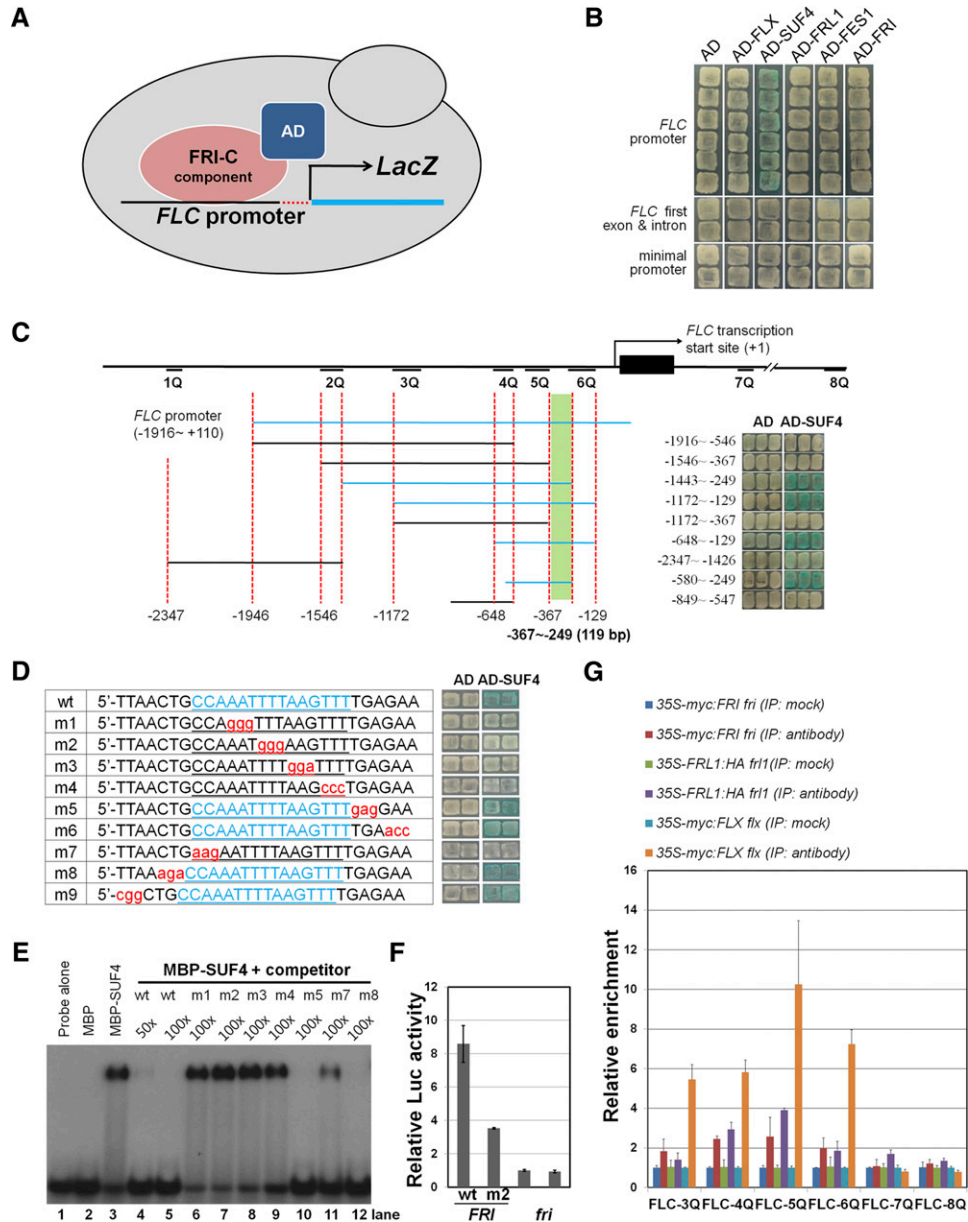 A
AD
FRI-C
component
LacZ
FLC promoter
B
AD
AD-FLX
AD-SUF4
AD-FRL1
AD-FES1
AD-FRI
FLC
promoter
FLC first
exon & intron
minimal
promoter
C
FLC transcription
start site (+1)
1Q 2Q 3Q 4Q 5Q 6Q 7Q 8Q
FLC promoter
(-1916~ +110)
-2347 -1946 -1546 -1172 -648 -367 -129
-367~-249 (119 bp)
AD AD-SUF4
-1916~ -546
-1546~ -367
-1443~ -249
-1172~ -129
-1172~ -367
-648~ -129
-2347~ -1426
-580~ -249
-849~ -547
D
AD AD-SUF4
wt 5'-TTAACTGCCAAATTTTAAGTTTTGAGAA
m1 5'-TTAACTGCCAgggTTTAAGTTTTGAGAA
m2 5'-TTAACTGCCAAATgggAAGTTTTGAGAA
m3 5'-TTAACTGCCAAATTTTggaTTTTGAGAA
m4 5'-TTAACTGCCAAATTTTAAGcccTGAGAA
m5 5'-TTAACTGCCAAATTTTAAGTTTgagGAA
m6 5'-TTAACTGCCAAATTTTAAGTTTTGAacc
m7 5'-TTAACTGaagAATTTTAAGTTTTGAGAA
m8 5'-TTAAagaCCAAATTTTAAGTTTTGAGAA
m9 5'-cggCTGCCAAATTTTAAGTTTTGAGAA
E
Probe alone
MBP
MBP-SUF4
MBP-SUF4 + competitor
wt wt m1 m2 m3 m4 m5 m7 m8
50x 100x 100x 100x 100x 100x 100x 100x 100x
1 2 3 4 5 6 7 8 9 10 11 12 lane
F
Relative Luc activity
12
10
8
6
4
2
0
wt m2
FRI fri
G
35S-myc:FRI fri (IP: mock)
35S-myc:FRI fri (IP: antibody)
35S-FRL1:HA frl1(IP: mock)
35S-FRL1:HA frl1 (IP: antibody)
35S-myc:FLX flx (IP: mock)
35S-myc:FLX flx (IP: antibody)
Relative enrichment
16
14
12
10
8
6
4
2
0
FLC-3Q FLC-4Q FLC-5Q FLC-6Q FLC-7Q FLC-8Q